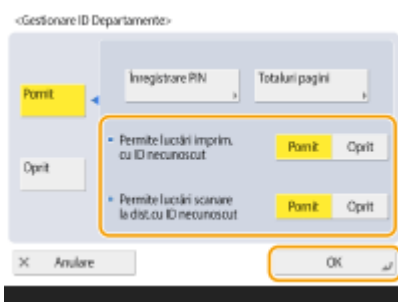 <Gestionare ID Departamente>
Pornit
Înregistrare PIN
Totaluri pagini
Oprit
Permite lucrări imprim.
cu ID necunoscut
Pornit
Oprit
Permite lucrări scanare
la dist.cu ID necunoscut
Pornit
Oprit
Anulare
OK